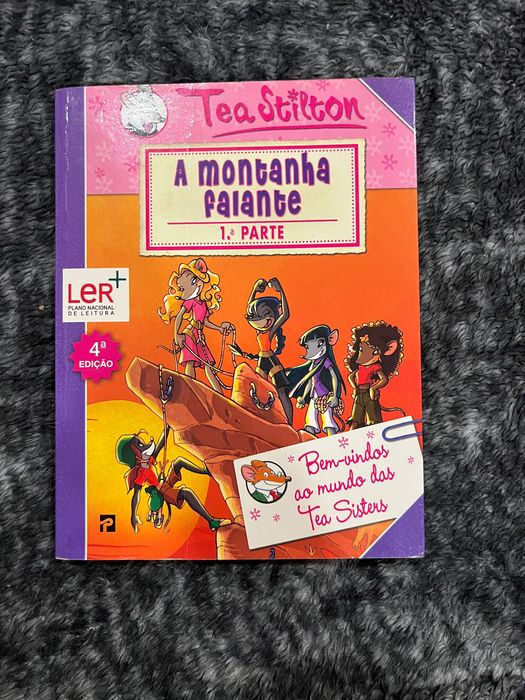 Tea Stilton
A montanha
falante
1.ª PARTE
LeR+
PLANO NACIONAL
DE LEITURA
4ª
EDIÇÃO
Bem-vindos
ao mundo das
Tea Sisters